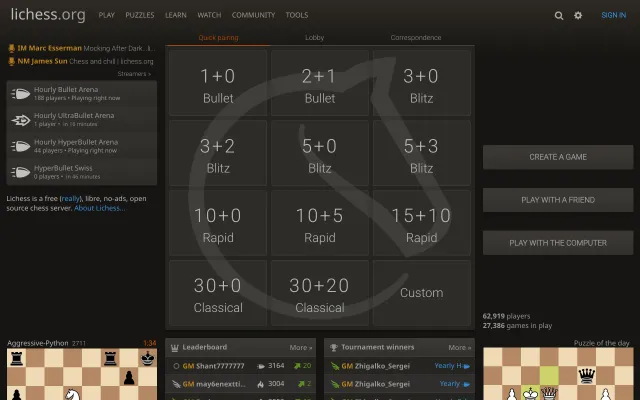 lichess.org PLAY PUZZLES LEARN WATCH COMMUNITY TOOLS SIGN IN
IM Marc Esserman Mocking After Dark...li...
NM James Sun Chess and chill | lichess.org
Streamers »
Hourly Bullet Arena
188 players • Playing right now
Hourly UltraBullet Arena
1 player • in 15 minutes
Hourly HyperBullet Arena
44 players • Playing right now
HyperBullet Swiss
0 players • in 46 minutes
Lichess is a free (really), libre, no-ads, open
source chess server. About Lichess...
Quick pairing Lobby Correspondence
1+0
Bullet
2+1
Bullet
3+0
Blitz
3+2
Blitz
5+0
Blitz
5+3
Blitz
10+0
Rapid
10+5
Rapid
15+10
Rapid
30+0
Classical
30+20
Classical
Custom
CREATE A GAME
PLAY WITH A FRIEND
PLAY WITH THE COMPUTER
62,919 players
27,386 games in play
Aggressive-Python 2711 1:34
Leaderboard More »
GM Shant7777777 3164 20
GM may6enextti... 3004 2
Tournament winners More »
GM Zhigalko_Sergei Yearly H
GM Zhigalko_Sergei Yearly
Puzzle of the day